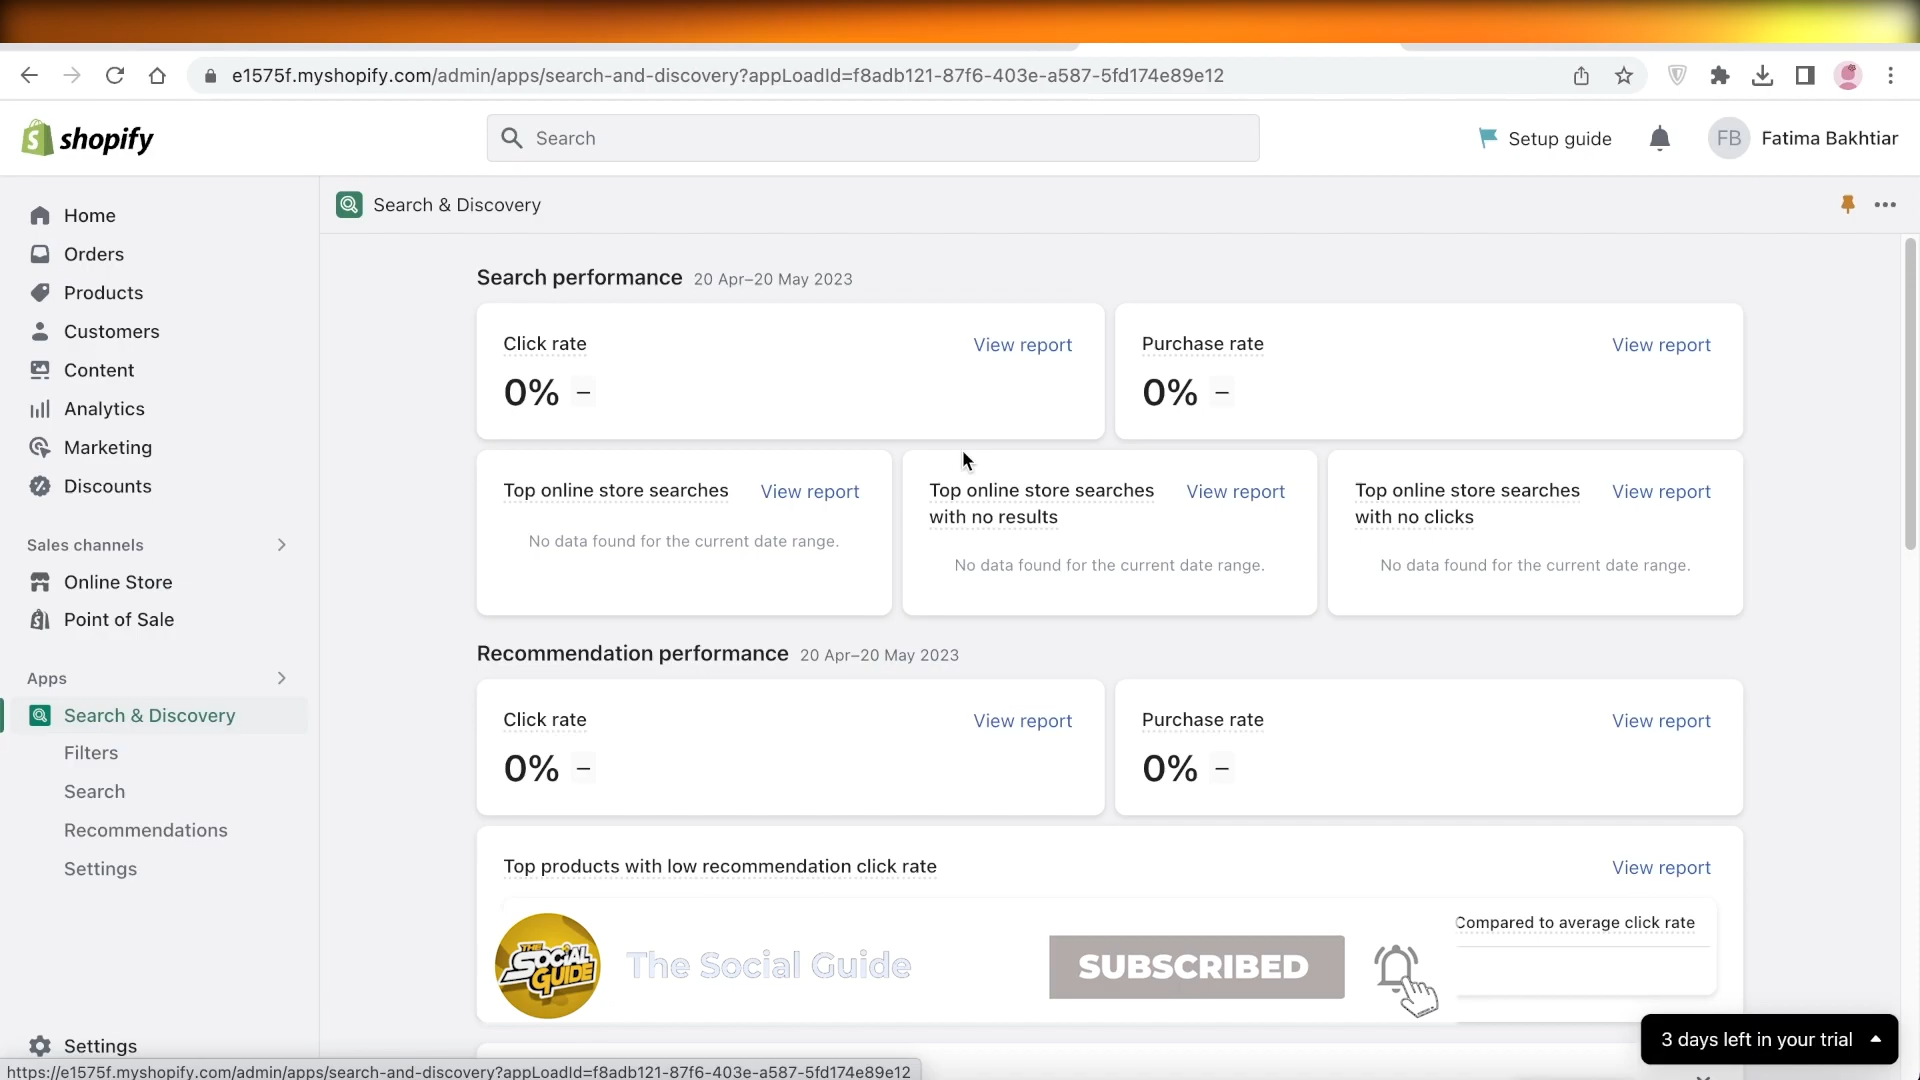 e1575f.myshopify.com/admin/apps/search-and-discovery?appLoadId=f8adb121-87f6-403e-a587-5fd174e89e12
shopify
Search
Setup guide
FB
Fatima Bakhtiar
Home
Orders
Products
Customers
Content
Analytics
Marketing
Discounts
Sales channels
Online Store
Point of Sale
Apps
Search & Discovery
Filters
Search
Recommendations
Settings
Settings
Search & Discovery
Search performance 20 Apr–20 May 2023
Click rate
View report
0% –
Purchase rate
View report
0% –
Top online store searches
View report
No data found for the current date range.
Top online store searches
with no results
View report
No data found for the current date range.
Top online store searches
with no clicks
View report
No data found for the current date range.
Recommendation performance 20 Apr–20 May 2023
Click rate
View report
0% –
Purchase rate
View report
0% –
Top products with low recommendation click rate
View report
Compared to average click rate
THE
SOCIAL
GUIDE
The Social Guide
SUBSCRIBED
3 days left in your trial
https://e1575f.myshopify.com/admin/apps/search-and-discovery?appLoadId=f8adb121-87f6-403e-a587-5fd174e89e12